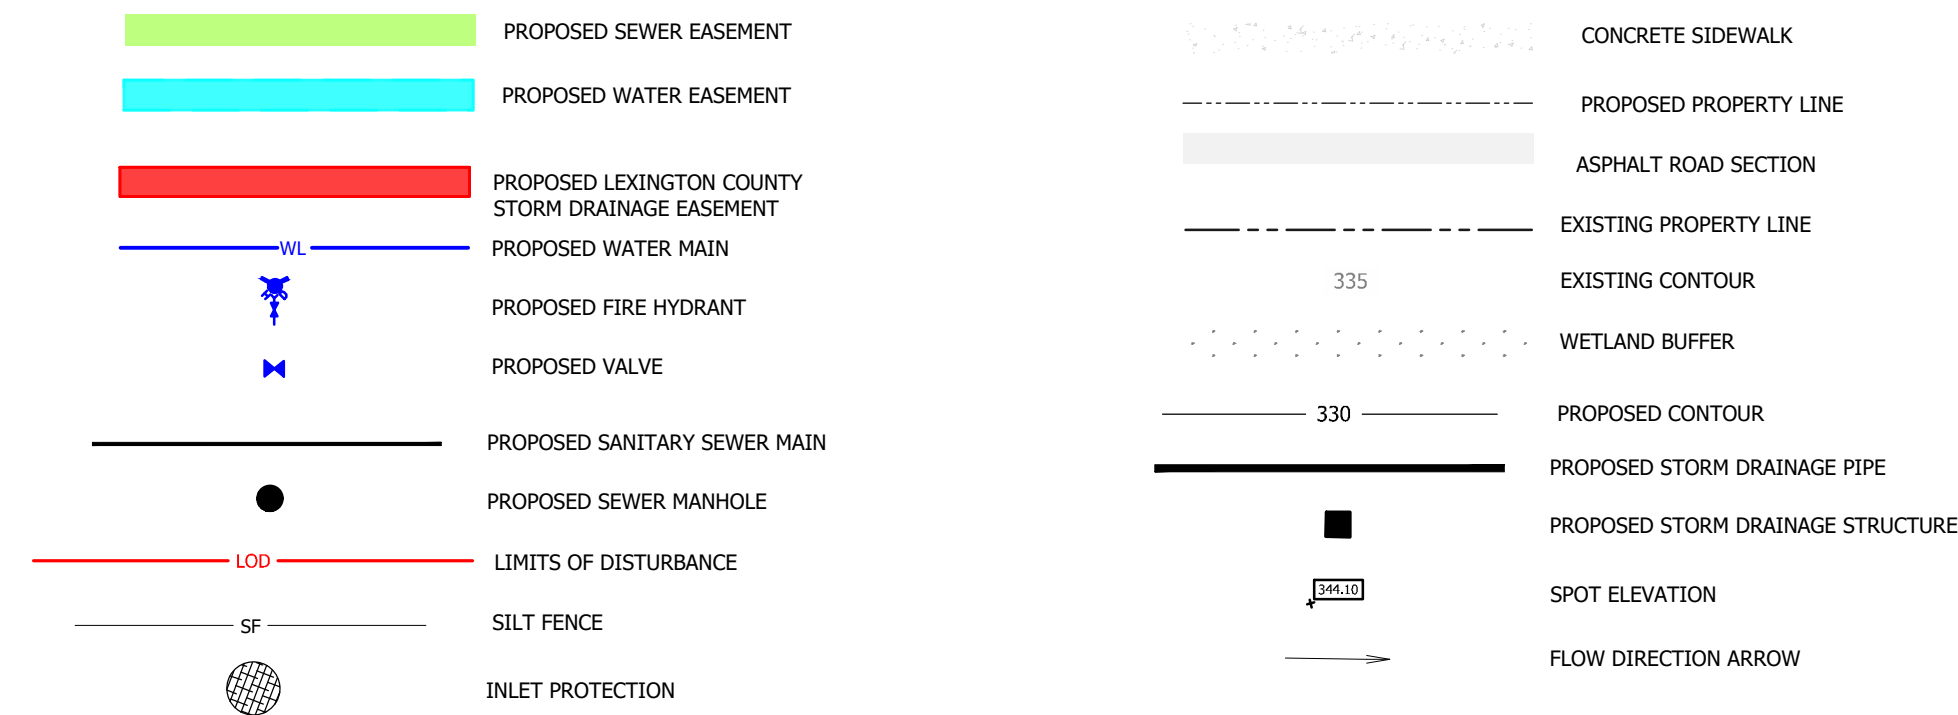 PROPOSED SEWER EASEMENT
PROPOSED WATER EASEMENT
PROPOSED LEXINGTON COUNTY
STORM DRAINAGE EASEMENT
WL PROPOSED WATER MAIN
PROPOSED FIRE HYDRANT
PROPOSED VALVE
PROPOSED SANITARY SEWER MAIN
PROPOSED SEWER MANHOLE
LOD LIMITS OF DISTURBANCE
SF SILT FENCE
INLET PROTECTION
CONCRETE SIDEWALK
PROPOSED PROPERTY LINE
ASPHALT ROAD SECTION
EXISTING PROPERTY LINE
335 EXISTING CONTOUR
WETLAND BUFFER
330 PROPOSED CONTOUR
PROPOSED STORM DRAINAGE PIPE
PROPOSED STORM DRAINAGE STRUCTURE
344.10 SPOT ELEVATION
FLOW DIRECTION ARROW